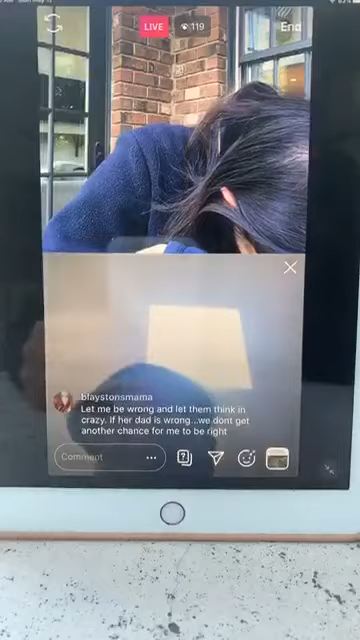 LIVE
119
End
blaystonsmama
Let me be wrong and let them think in
crazy. If her dad is wrong...we dont get
another chance for me to be right
Comment